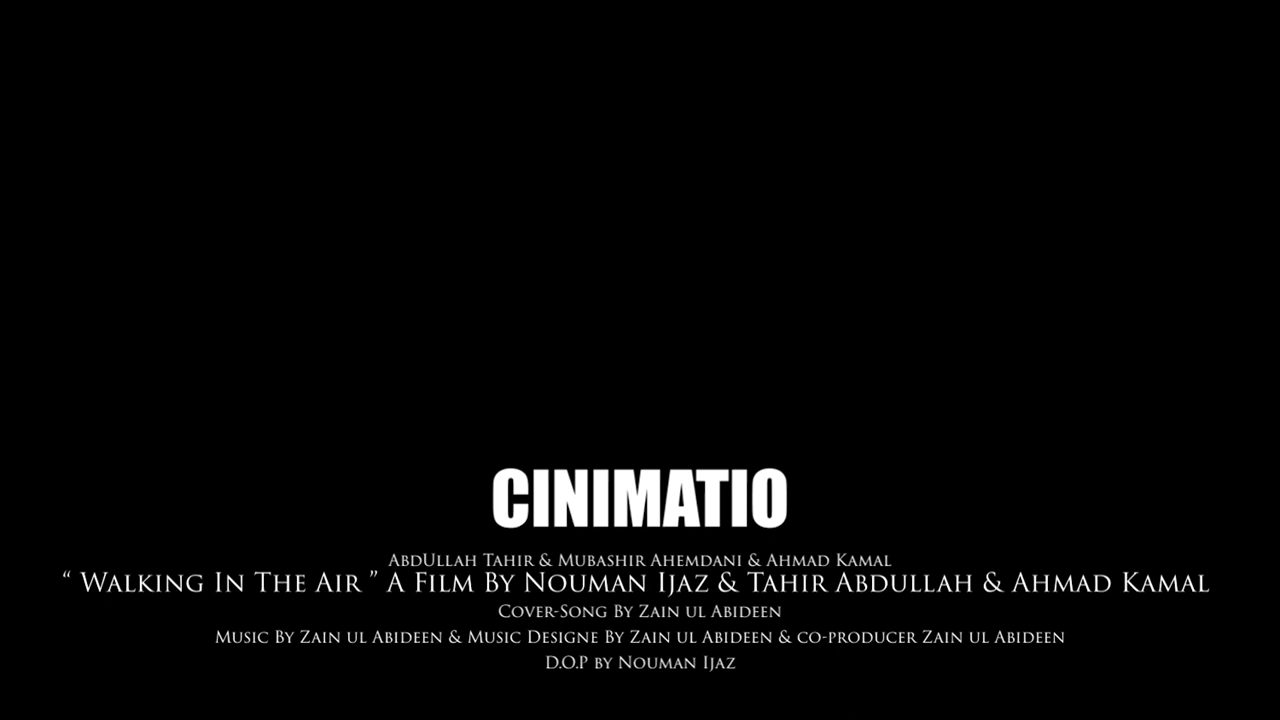 CINIMATIO
AbdUllah Tahir & Mubashir Ahemdani & Ahmad Kamal
“ Walking In The Air ” A Film By Nouman Ijaz & Tahir Abdullah & Ahmad Kamal
Cover-Song By Zain ul Abideen
Music By Zain ul Abideen & Music Designe By Zain ul Abideen & co-producer Zain ul Abideen
D.O.P by Nouman Ijaz